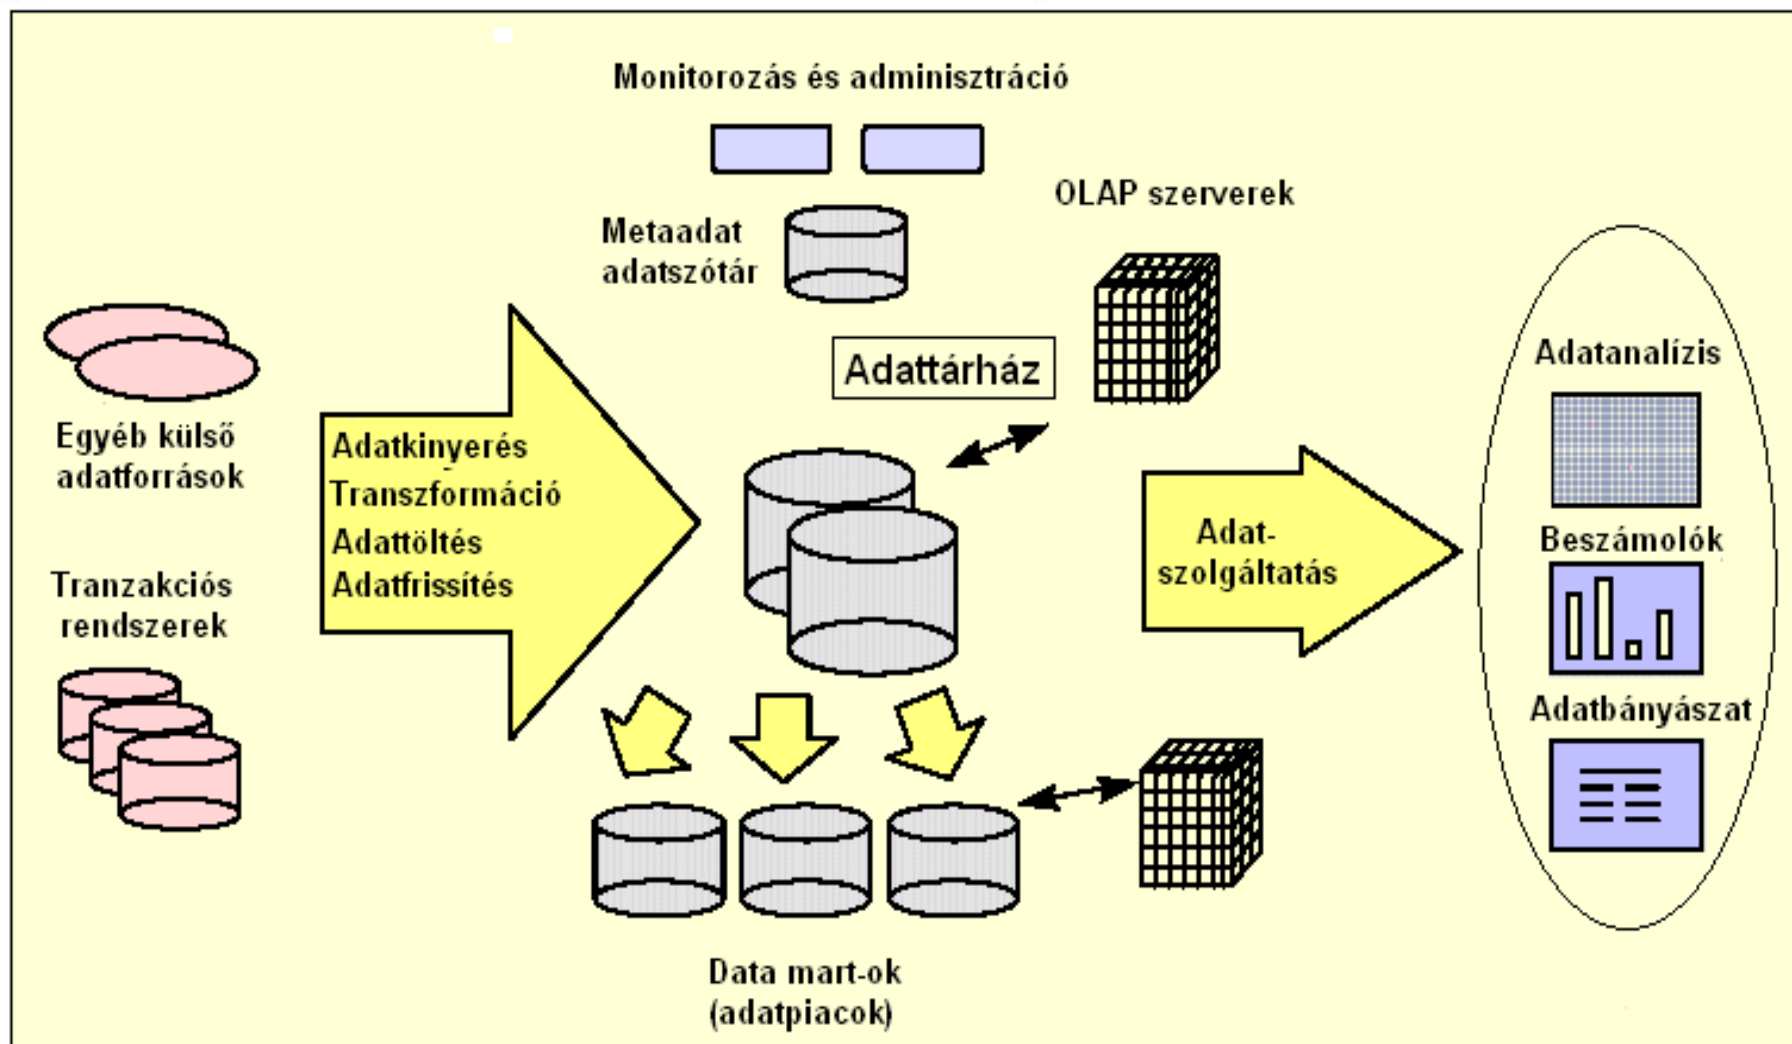 Monitorozás és adminisztráció
OLAP szerverek
Metaadat
adatszótár
Adattárház
Egyéb külső
adatforrások
Adatkinyerés
Transzformáció
Adattöltés
Adatfrissítés
Tranzakciós
rendszerek
Adat-
szolgáltatás
Adatanalízis
Beszámolók
Adatbányászat
Data mart-ok
(adatpiacok)